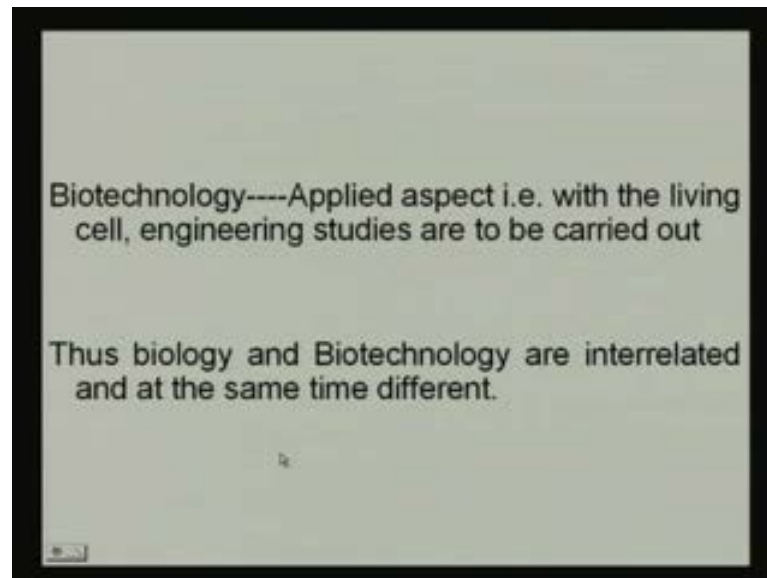 Biotechnology----Applied aspect i.e. with the living
cell, engineering studies are to be carried out
Thus biology and Biotechnology are interrelated
and at the same time different.